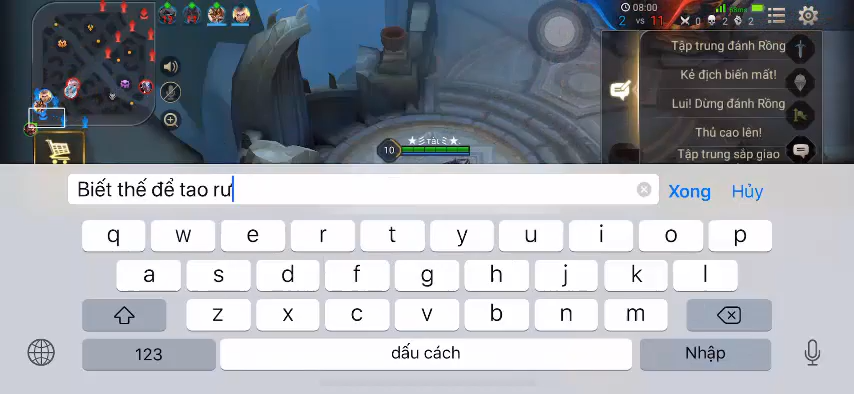 08:00
2 vs 11 0 2 2
Tập trung đánh Rồng
Kẻ địch biến mất!
Lui! Dừng đánh Rồng
Thủ cao lên!
Tập trung sắp giao
10
Biết thế để tao rư
Xong Hủy
q w e r t y u i o p
a s d f g h j k l
z x c v b n m
123 dấu cách Nhập